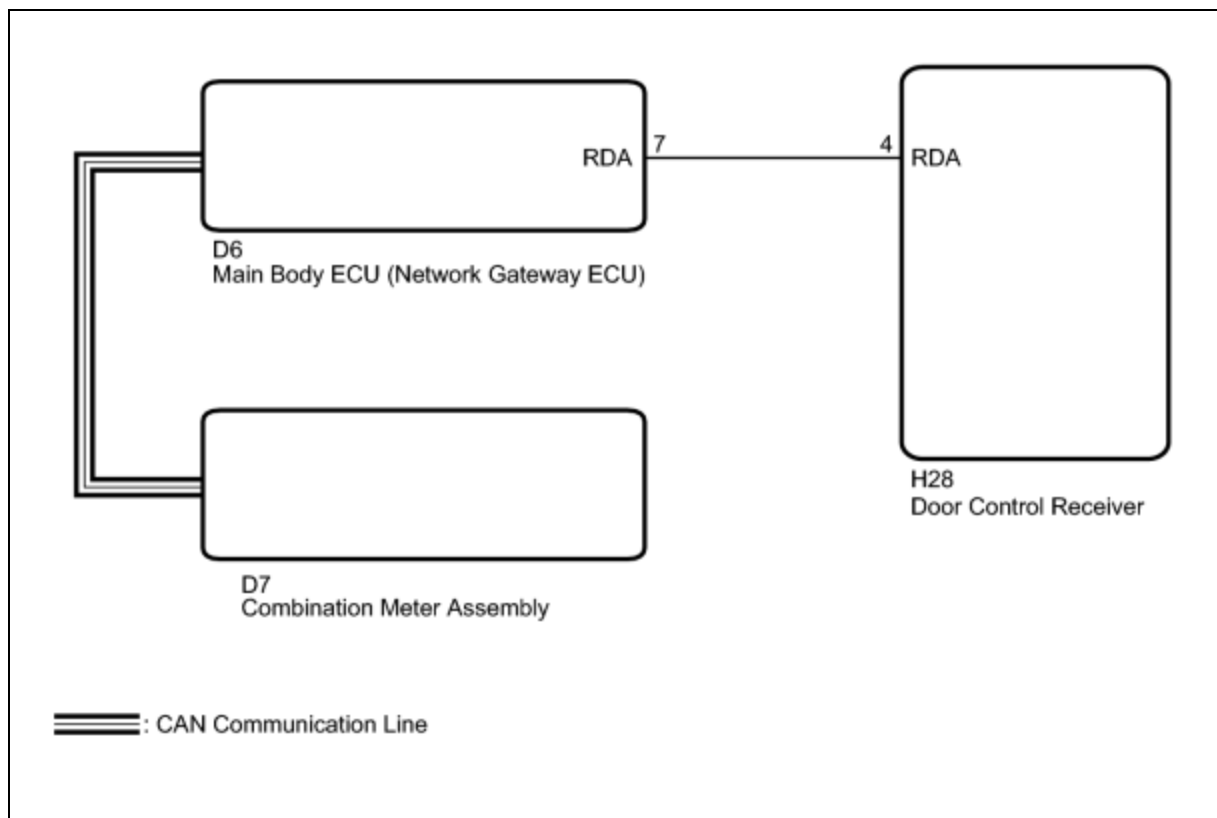 RDA
7
4
RDA
D6
Main Body ECU (Network Gateway ECU)
H28
Door Control Receiver
D7
Combination Meter Assembly
: CAN Communication Line